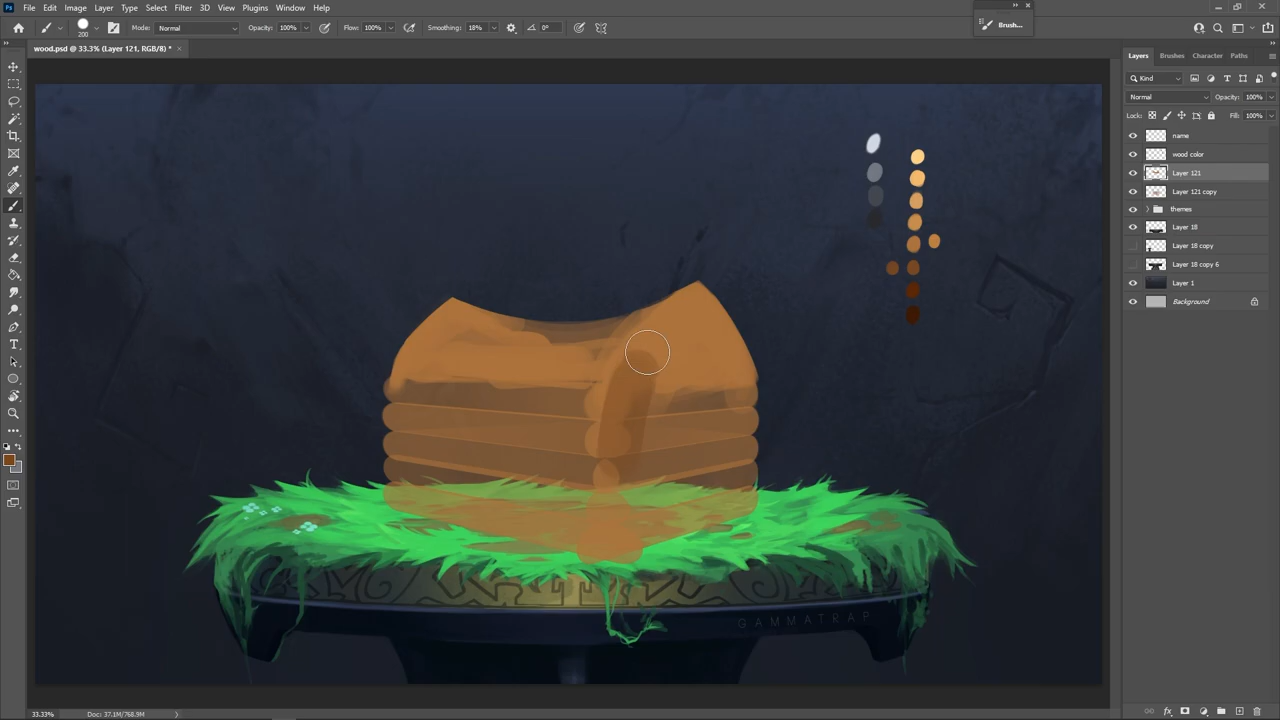 File Edit Image Layer Type Select Filter 3D View Plugins Window Help
Brush...
200 Mode: Normal Opacity: 100% Flow: 100% Smoothing: 18% 0°
wood.psd @ 33.3% (Layer 121, RGB/8) *
Layers Brushes Character Paths
Kind
Normal Opacity: 100%
Lock: Fill: 100%
name
wood color
Layer 121
Layer 121 copy
themes
Layer 18
Layer 18 copy
Layer 18 copy 6
Layer 1
Background
GAMMATRAP
33.33% Doc: 37.1M/768.9M